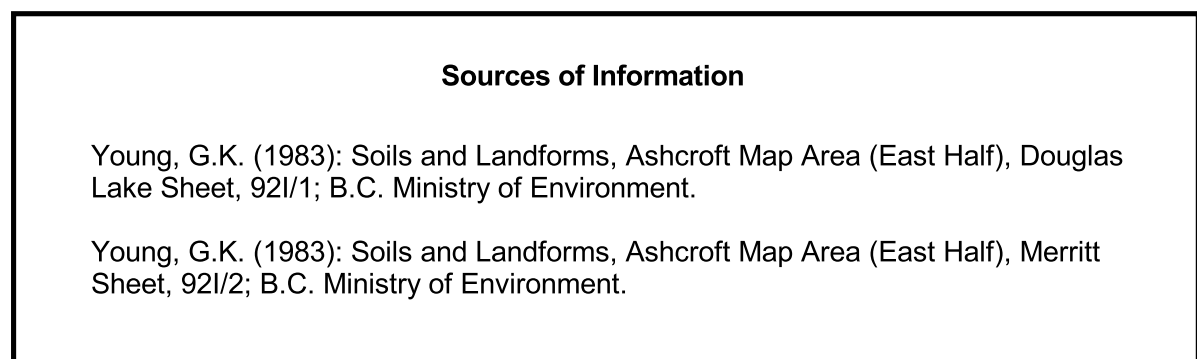 Sources of Information
Young, G.K. (1983): Soils and Landforms, Ashcroft Map Area (East Half), Douglas
Lake Sheet, 92I/1; B.C. Ministry of Environment.
Young, G.K. (1983): Soils and Landforms, Ashcroft Map Area (East Half), Merritt
Sheet, 92I/2; B.C. Ministry of Environment.